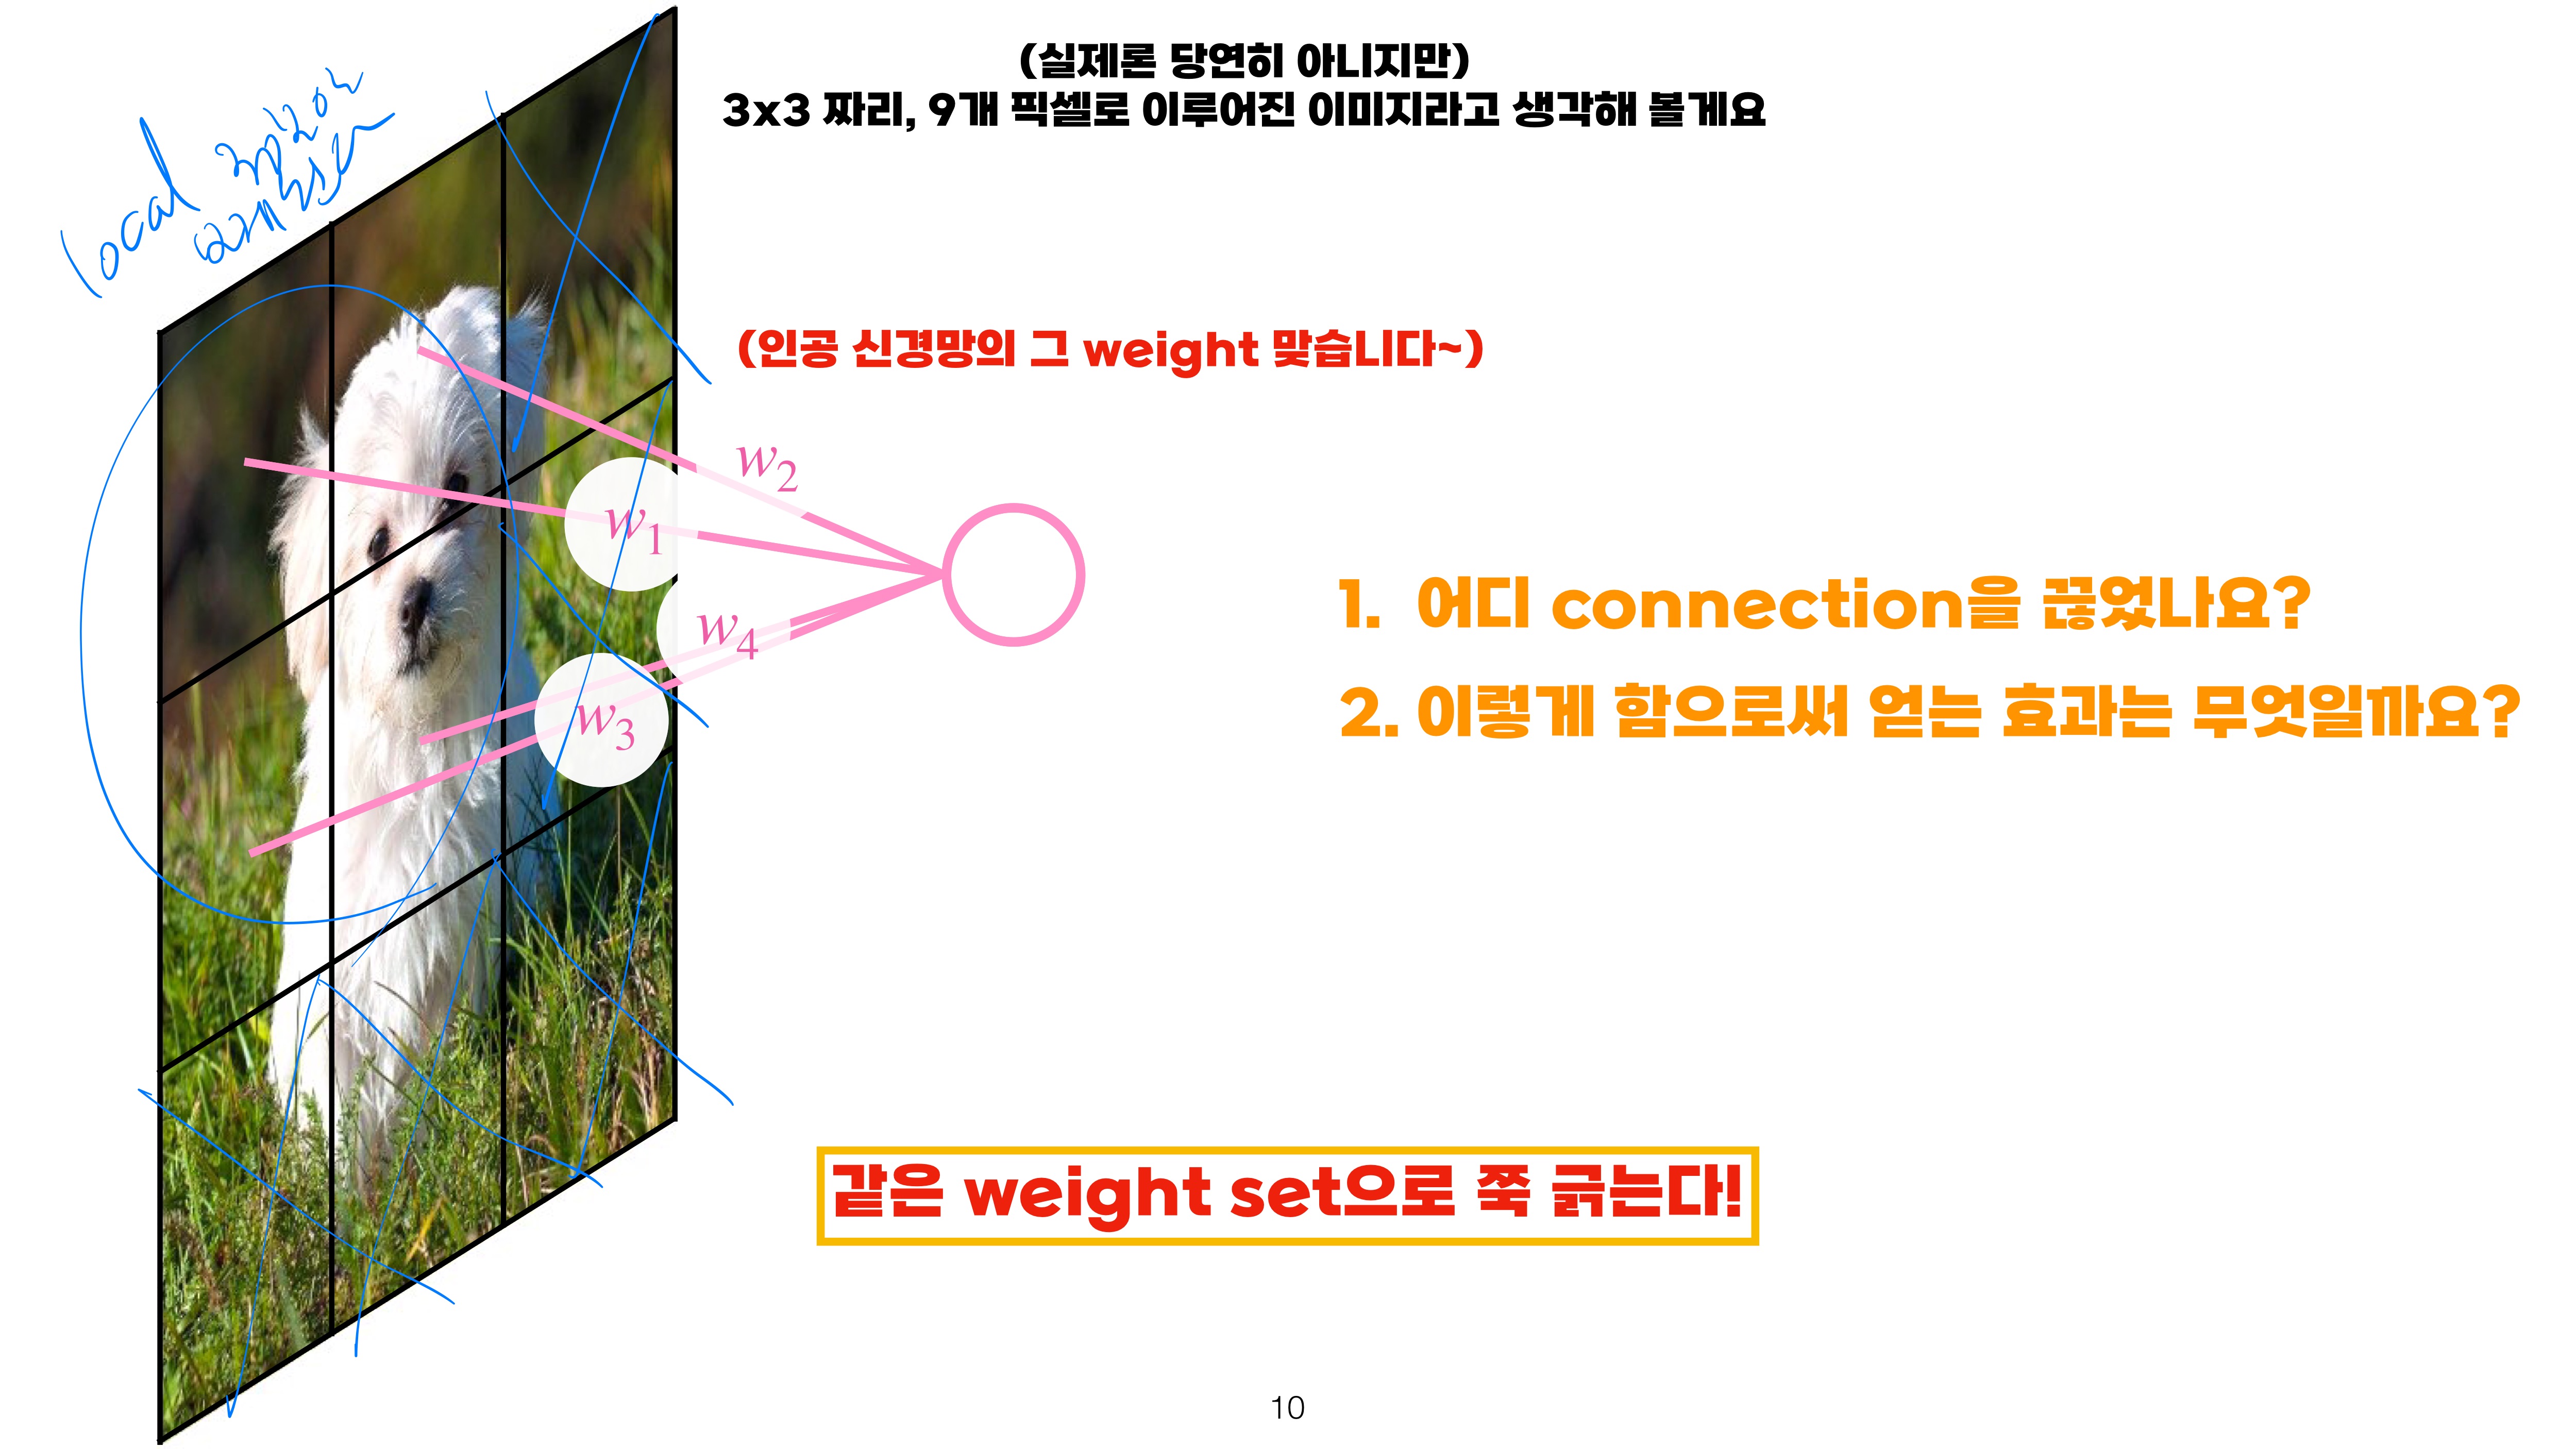 (실제론 당연히 아니지만)
3x3 짜리, 9개 픽셀로 이루어진 이미지라고 생각해 볼게요
local
(인공 신경망의 그 weight 맞습니다~)
w2
w1
w4
w3
1. 어디 connection을 끊었나요?
2. 이렇게 함으로써 얻는 효과는 무엇일까요?
같은 weight set으로 쭉 긁는다!
10